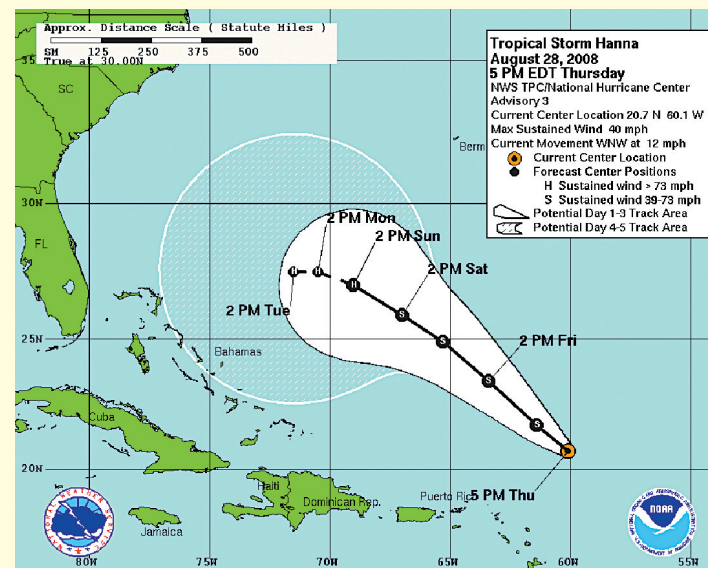 Approx. Distance Scale ( Statute Miles )
SM 125 250 375 500
True at 30.00N
Tropical Storm Hanna
August 28, 2008
5 PM EDT Thursday
NWS TPC/National Hurricane Center
Advisory 3
Current Center Location 20.7 N 60.1 W
Max Sustained Wind 40 mph
Current Movement WNW at 12 mph
Current Center Location
Forecast Center Positions
H Sustained wind > 73 mph
S Sustained wind 39-73 mph
Potential Day 1-3 Track Area
Potential Day 4-5 Track Area
35
SC
Berm
30N
FL
2 PM Mon
2 PM Sun
H H
H
2 PM Sat
2 PM Tue
S
25N
S
2 PM Fri
Bahamas
S
Cuba
S
20N
Haiti
Dominican Rep.
Puerto Ric
5 PM Thu
Jamaica
NATIONAL WEATHER SERVICE
NOAA
80W 75W 70W 65W 60W 55W